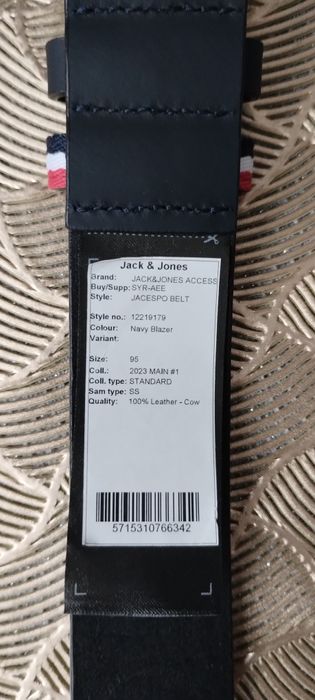 Jack & Jones
Brand: JACK&JONES ACCESS
Buy/Supp: SYR-AEE
Style: JACESPO BELT
Style no.: 12219179
Colour: Navy Blazer
Variant:
Size: 95
Coll.: 2023 MAIN #1
Coll. type: STANDARD
Sam type: SS
Quality: 100% Leather - Cow
5715310766342